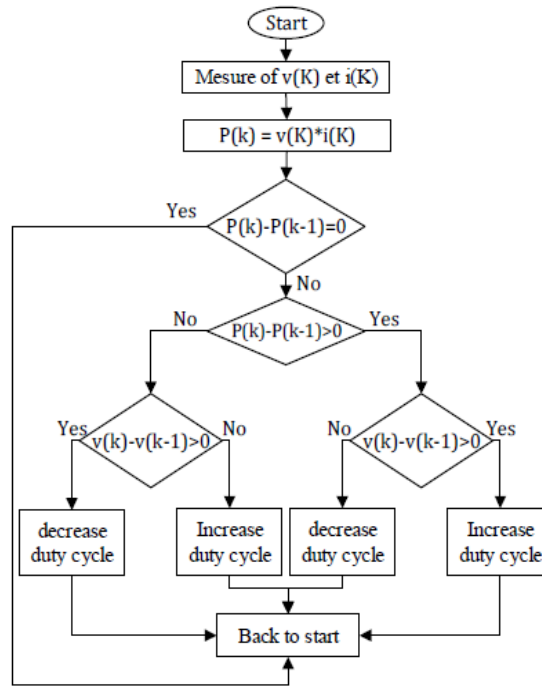 Start
Mesure of v(K) et i(K)
P(k) = v(K)*i(K)
Yes
P(k)-P(k-1)=0
No
No
P(k)-P(k-1)>0
Yes
Yes
v(k)-v(k-1)>0
No
No
v(k)-v(k-1)>0
Yes
decrease
duty cycle
Increase
duty cycle
decrease
duty cycle
Increase
duty cycle
Back to start